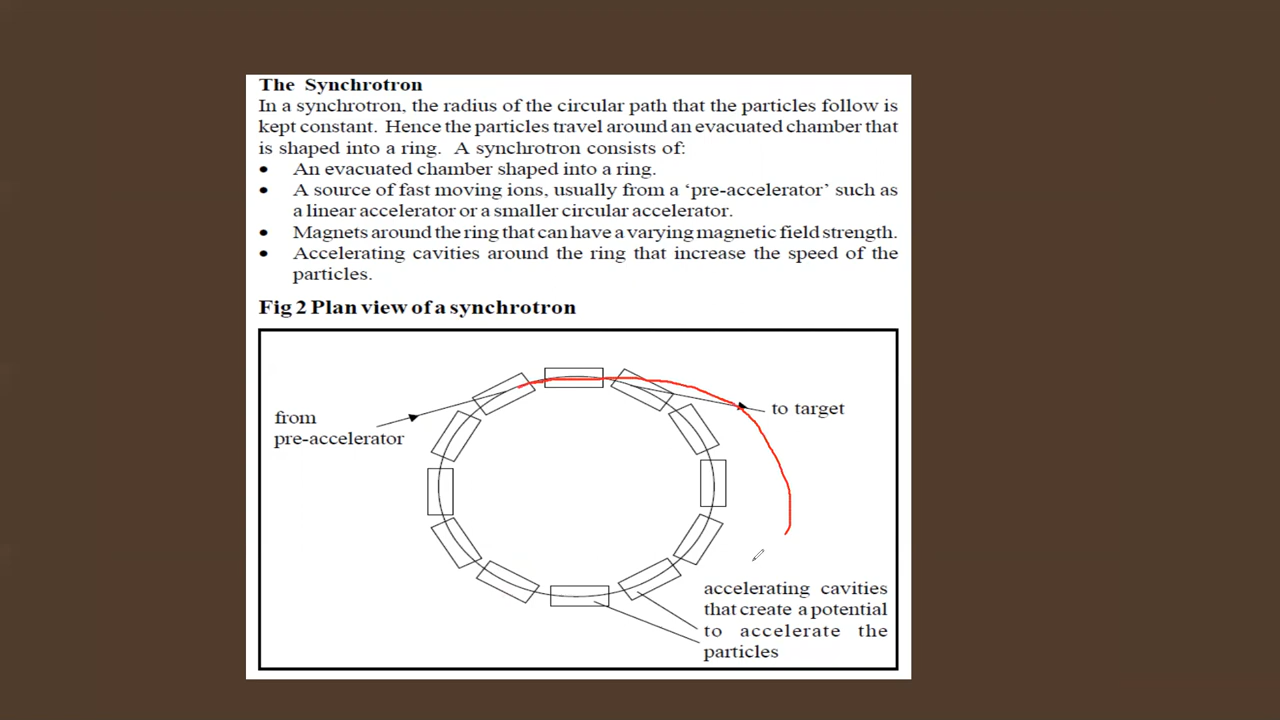 The Synchrotron
In a synchrotron, the radius of the circular path that the particles follow is
kept constant. Hence the particles travel around an evacuated chamber that
is shaped into a ring. A synchrotron consists of:
• An evacuated chamber shaped into a ring.
• A source of fast moving ions, usually from a ‘pre-accelerator’ such as
a linear accelerator or a smaller circular accelerator.
• Magnets around the ring that can have a varying magnetic field strength.
• Accelerating cavities around the ring that increase the speed of the
particles.
Fig 2 Plan view of a synchrotron
from
pre-accelerator
to target
accelerating cavities
that create a potential
to accelerate the
particles